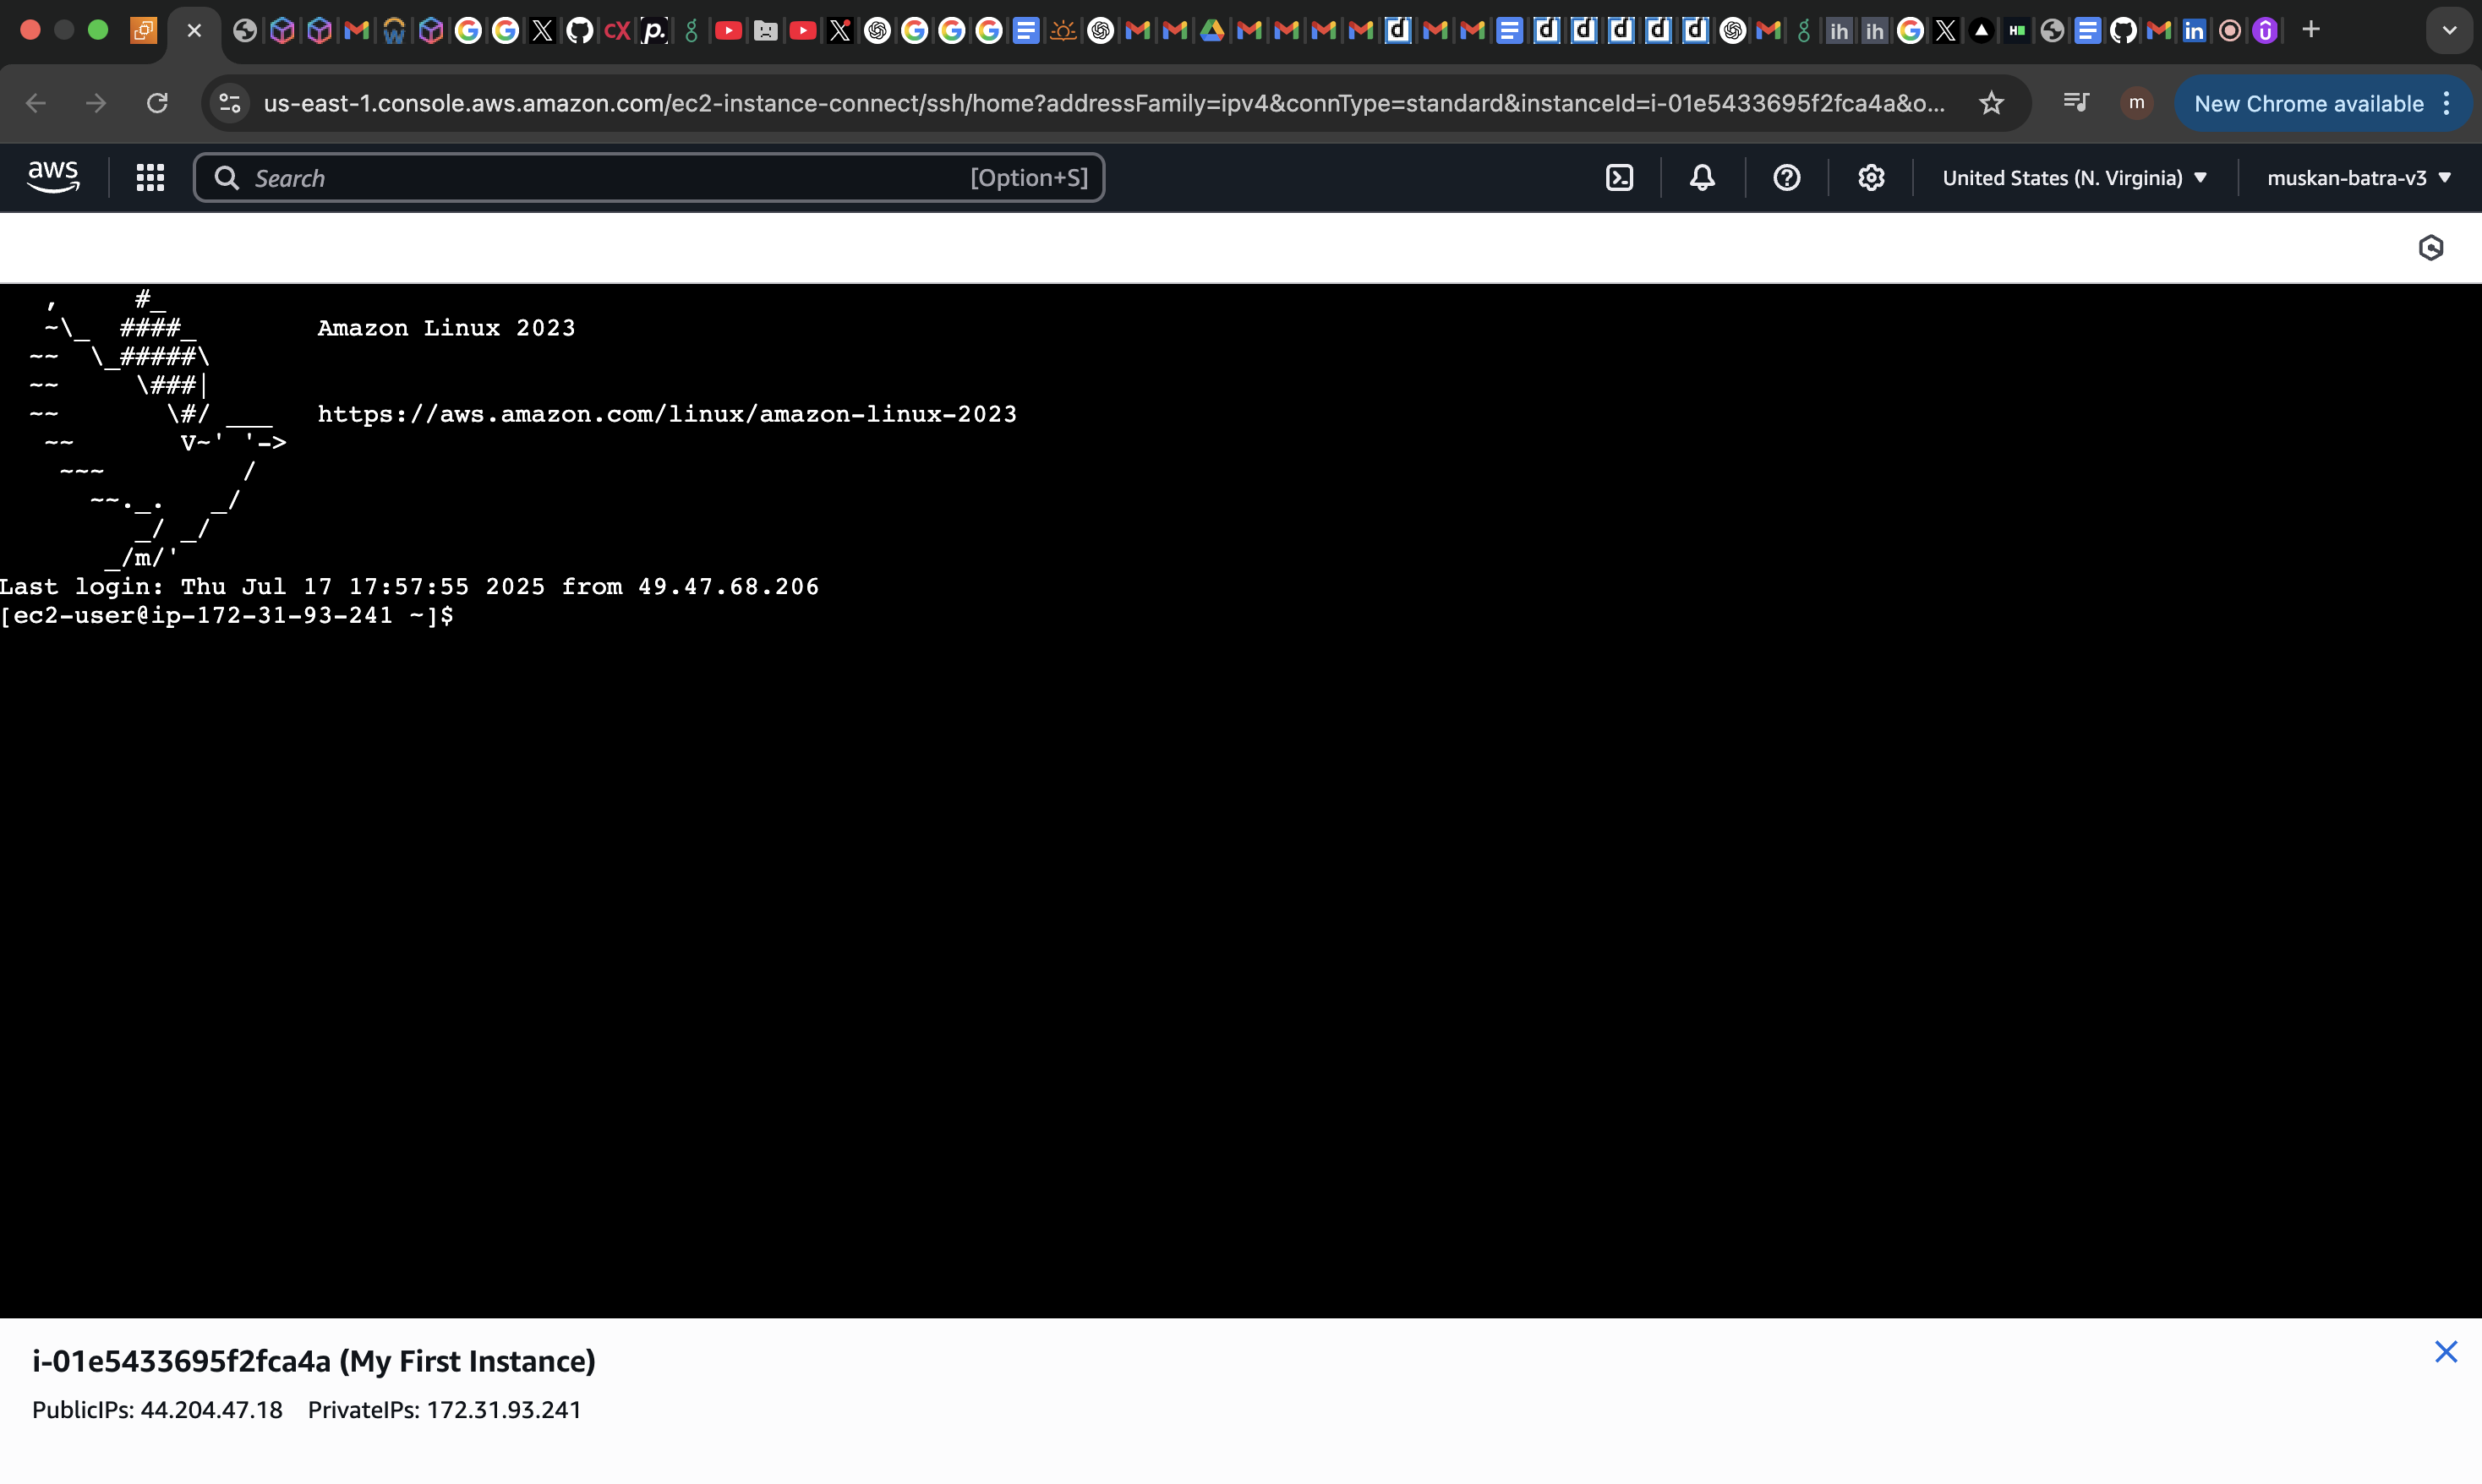 us-east-1.console.aws.amazon.com/ec2-instance-connect/ssh/home?addressFamily=ipv4&connType=standard&instanceId=i-01e5433695f2fca4a&o...
m
New Chrome available
aws
Search
[Option+S]
United States (N. Virginia)
muskan-batra-v3
   ,     #_
   ~\_  ####_        Amazon Linux 2023
  ~~  \_#####\
  ~~     \###|
  ~~       \#/ ___   https://aws.amazon.com/linux/amazon-linux-2023
   ~~       V~' '->
    ~~~         /
      ~~._.   _/
         _/ _/
       _/m/'
Last login: Thu Jul 17 17:57:55 2025 from 49.47.68.206
[ec2-user@ip-172-31-93-241 ~]$
i-01e5433695f2fca4a (My First Instance)
PublicIPs: 44.204.47.18 PrivateIPs: 172.31.93.241